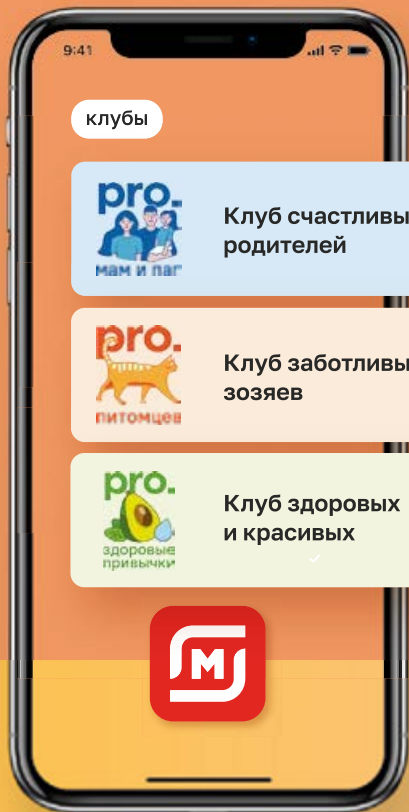 9:41
клубы
pro.
мам и пап
Клуб счастливы
родителей
pro.
питомцев
Клуб заботливы
зозяев
pro.
здоровые
привычки
Клуб здоровых
и красивых
М